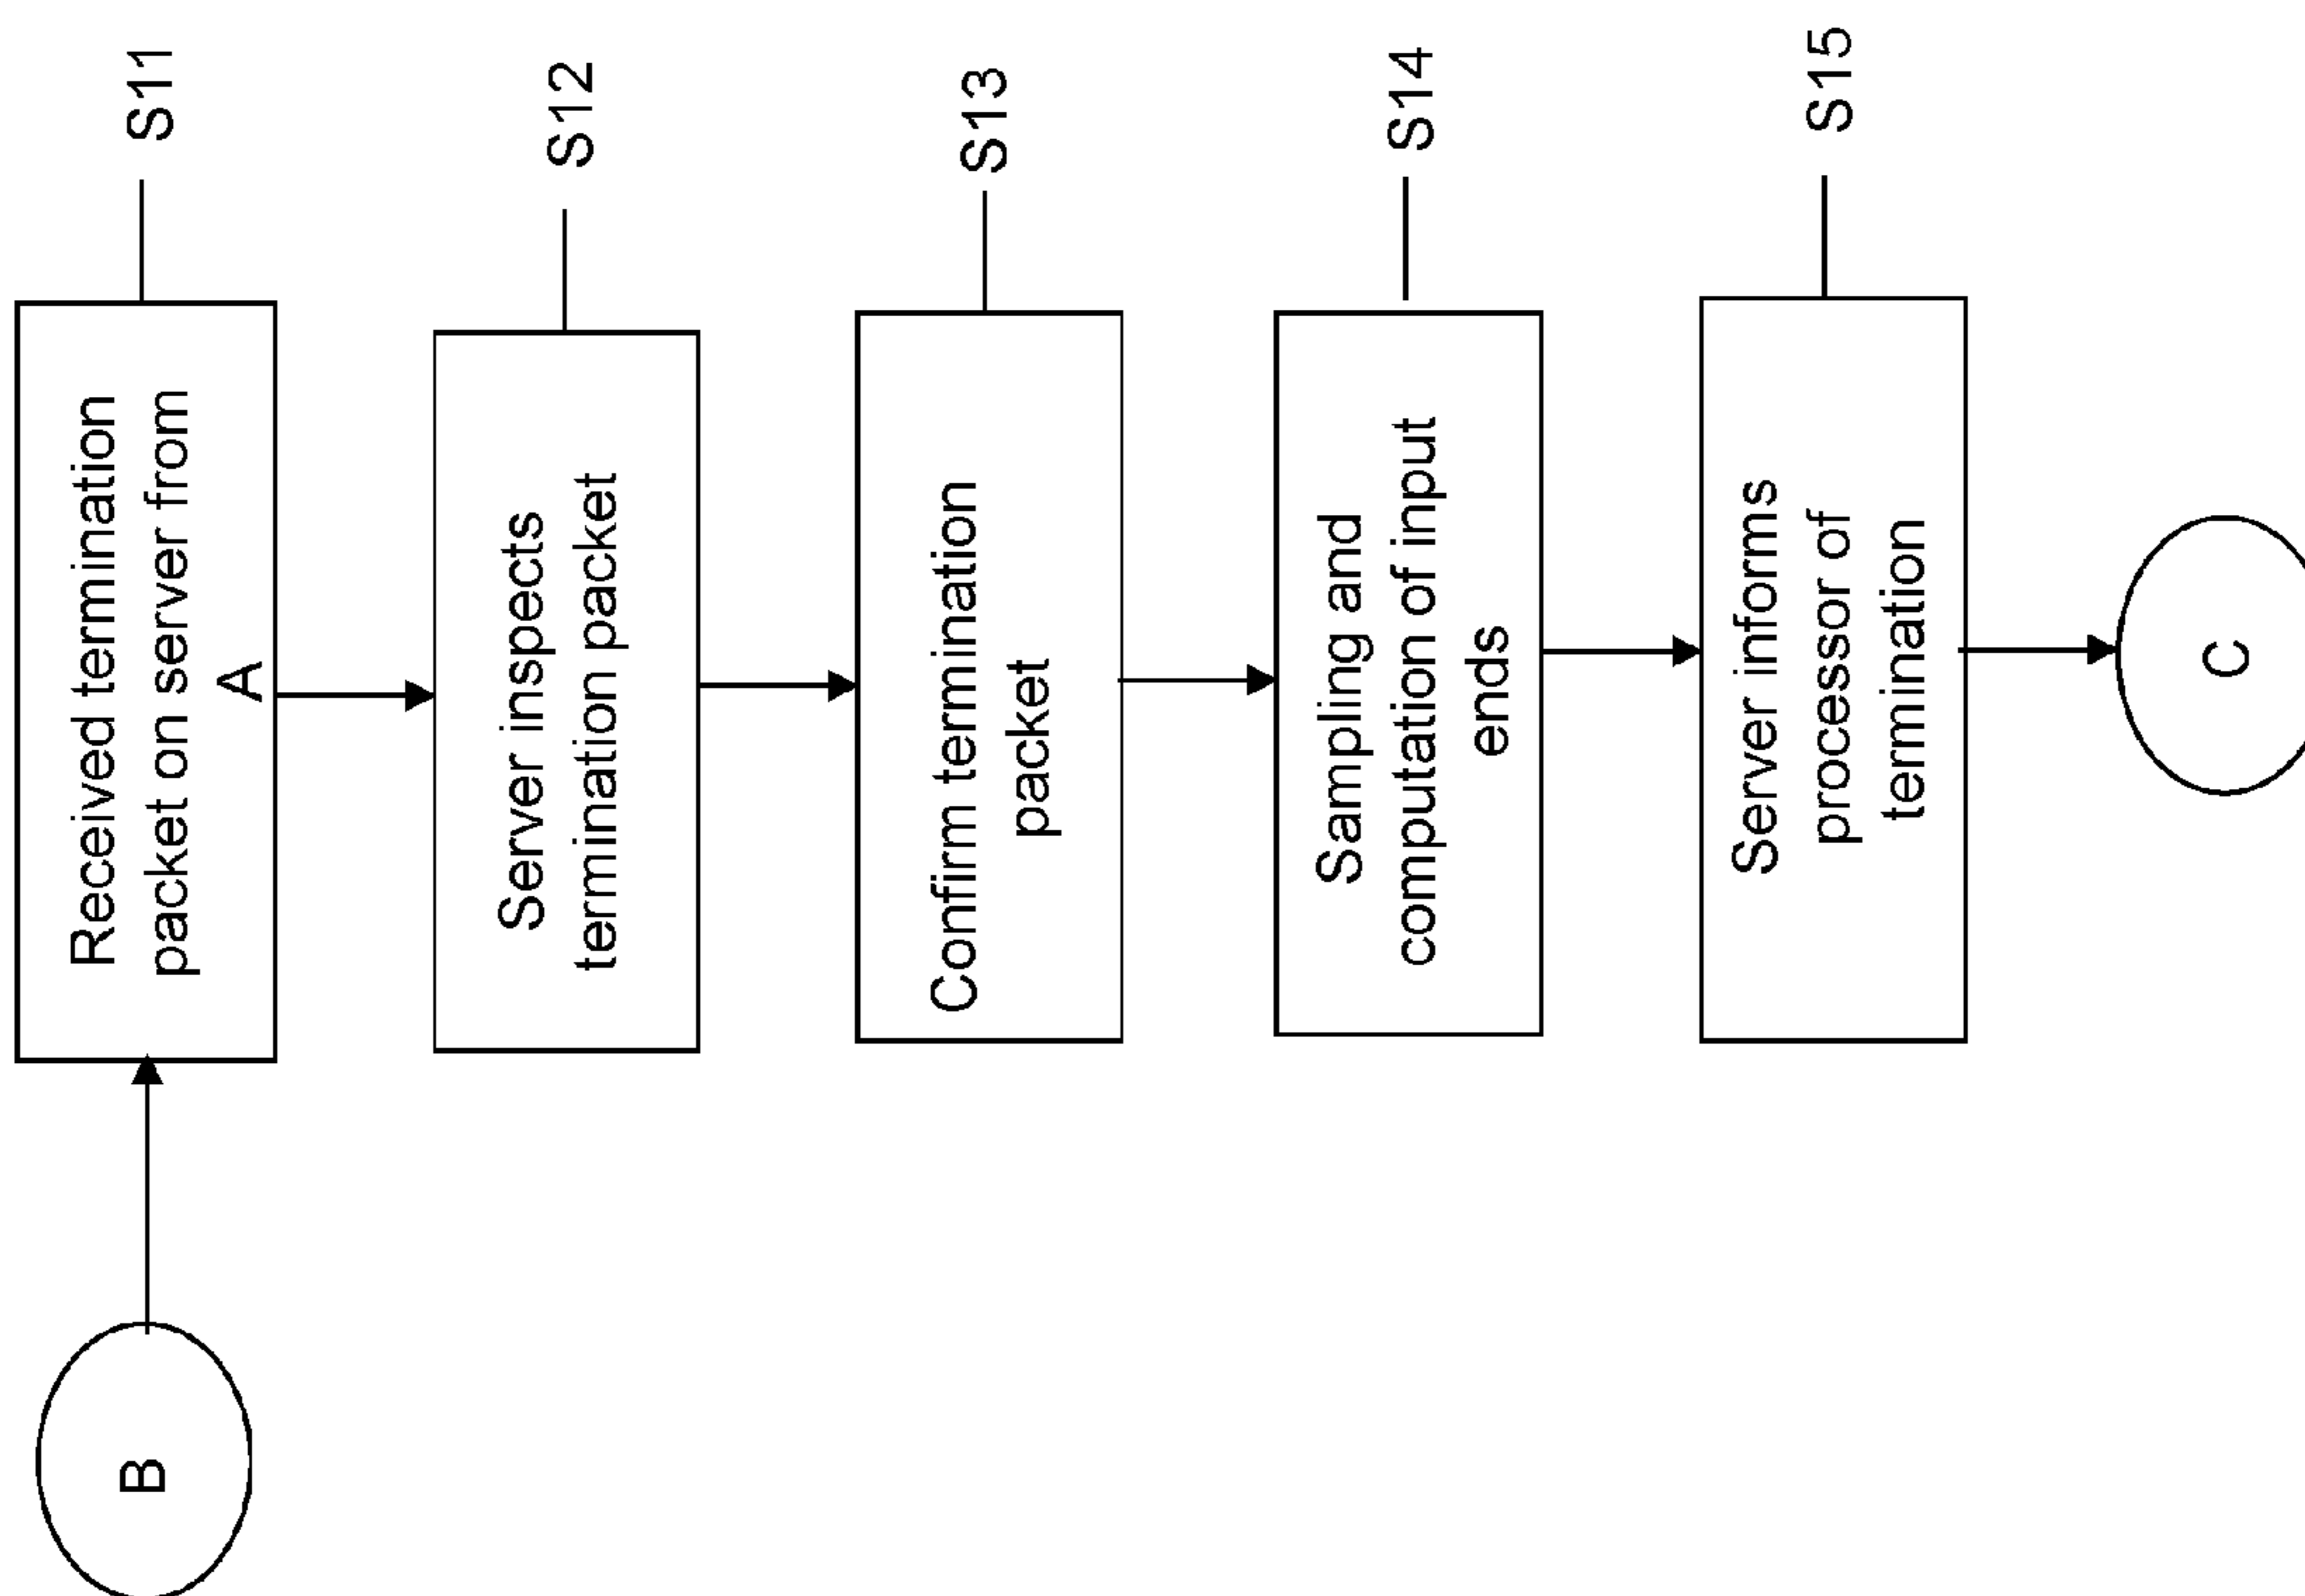 B
Received termination
packet on server from
A
S11
Server inspects
termination packet
S12
Confirm termination
packet
S13
Sampling and
computation of input
ends
S14
Server informs
processor of
termination
S15
C